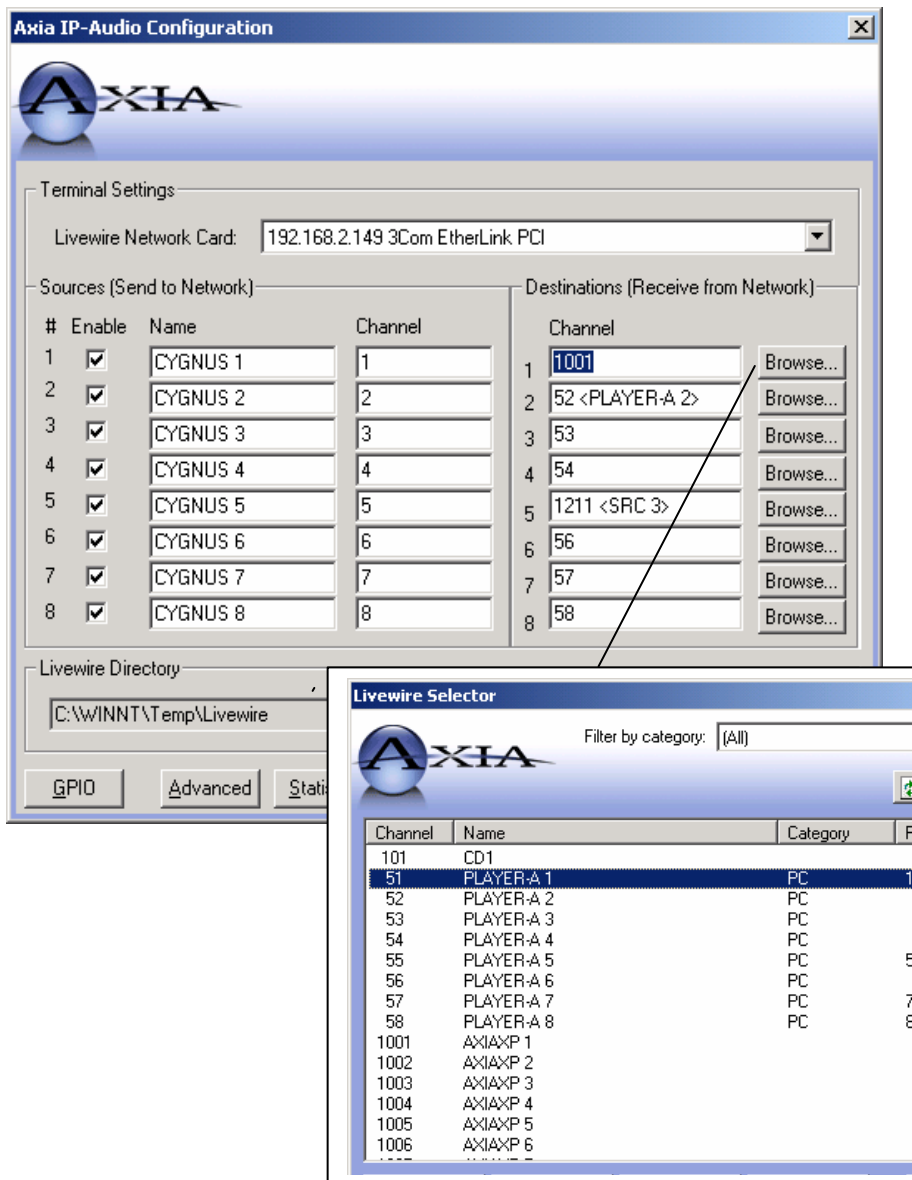 Axia IP-Audio Configuration
AXIA
Terminal Settings
Livewire Network Card: 192.168.2.149 3Com EtherLink PCI
Sources (Send to Network)
Destinations (Receive from Network)
# Enable Name Channel
Channel
1 CYGNUS 1 1
1 1001 Browse...
2 CYGNUS 2 2
2 52 <PLAYER-A 2> Browse...
3 CYGNUS 3 3
3 53 Browse...
4 CYGNUS 4 4
4 54 Browse...
5 CYGNUS 5 5
5 1211 <SRC 3> Browse...
6 CYGNUS 6 6
6 56 Browse...
7 CYGNUS 7 7
7 57 Browse...
8 CYGNUS 8 8
8 58 Browse...
Livewire Directory
C:\WINNT\Temp\Livewire
GPIO Advanced Stati
Livewire Selector
AXIA
Filter by category: (All)
Channel Name Category
101 CD1
51 PLAYER-A 1 PC 1
52 PLAYER-A 2 PC
53 PLAYER-A 3 PC
54 PLAYER-A 4 PC
55 PLAYER-A 5 PC 5
56 PLAYER-A 6 PC
57 PLAYER-A 7 PC 7
58 PLAYER-A 8 PC 8
1001 AXIAXP 1
1002 AXIAXP 2
1003 AXIAXP 3
1004 AXIAXP 4
1005 AXIAXP 5
1006 AXIAXP 6